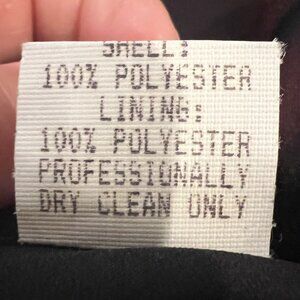 SHELL:
100% POLYESTER
LINING:
100% POLYESTER
PROFESSIONALLY
DRY CLEAN ONLY